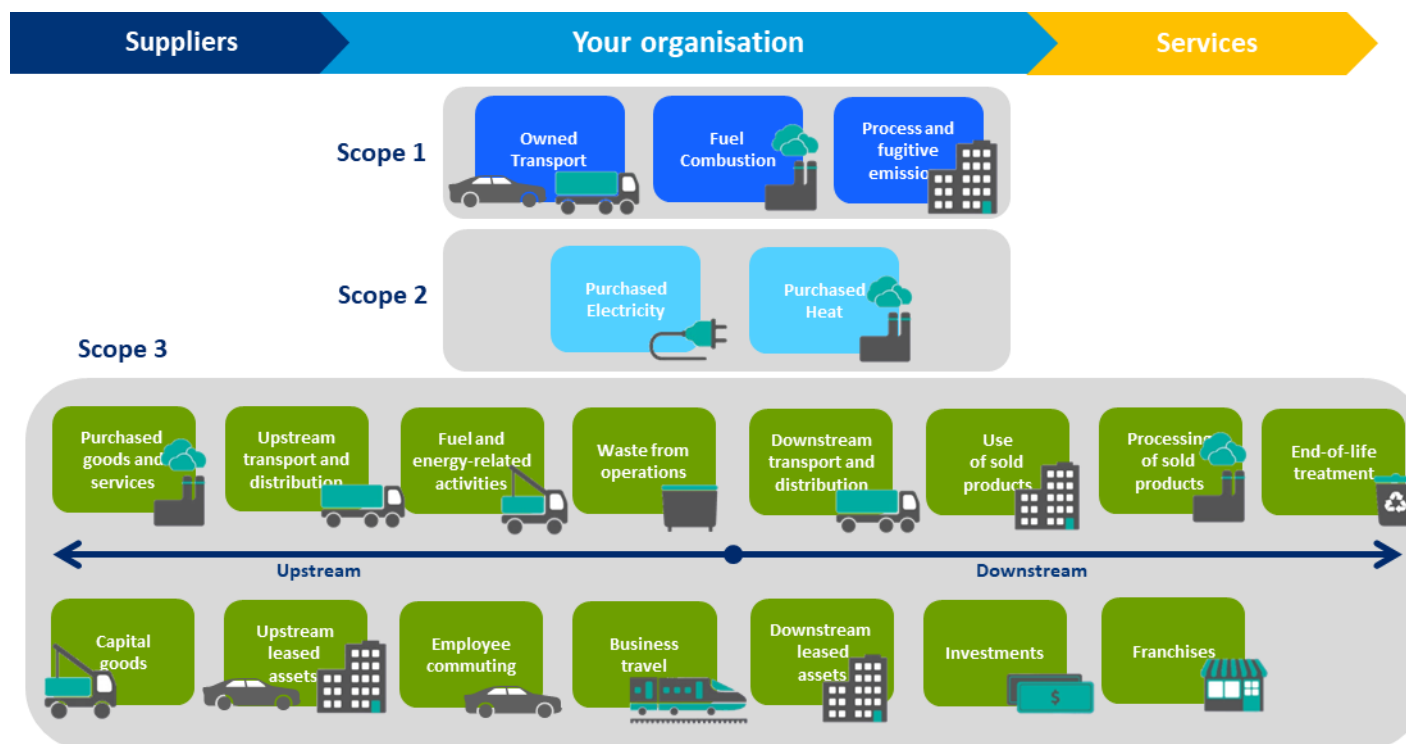 Suppliers
Your organisation
Services
Scope 1
Owned
Transport
Fuel
Combustion
Process and
fugitive
emission
Scope 2
Purchased
Electricity
Purchased
Heat
Scope 3
Purchased
goods and
services
Upstream
transport and
distribution
Fuel and
energy-related
activities
Waste from
operations
Downstream
transport and
distribution
Use
of sold
products
Processing
of sold
products
End-of-life
treatment
Upstream
Downstream
Capital
goods
Upstream
leased
assets
Employee
commuting
Business
travel
Downstream
leased
assets
Investments
$
Franchises